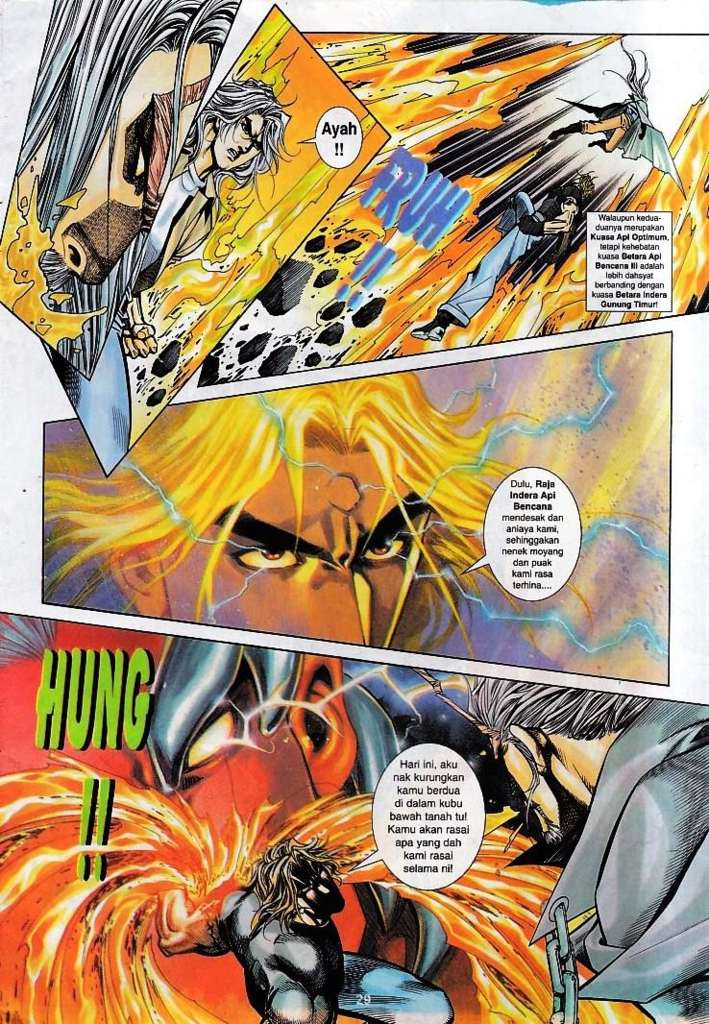 Ayah
!!
FRUH
!!
Walaupun kedua-
duanya merupakan
Kuasa Api Optimum,
tetapi kehebatan
kuasa Betara Api
Bencana III adalah
lebih dahsyat
berbanding dengan
kuasa Betara Indera
Gunung Timur!
Dulu, Raja
Indera Api
Bencana
mendesak dan
aniaya kami,
sehinggakan
nenek moyang
dan puak
kami rasa
terhina....
HUNG
!!
Hari ini, aku
nak kurungkan
kamu berdua
di dalam kubu
bawah tanah tu!
Kamu akan rasai
apa yang dah
kami rasai
selama ni!
29